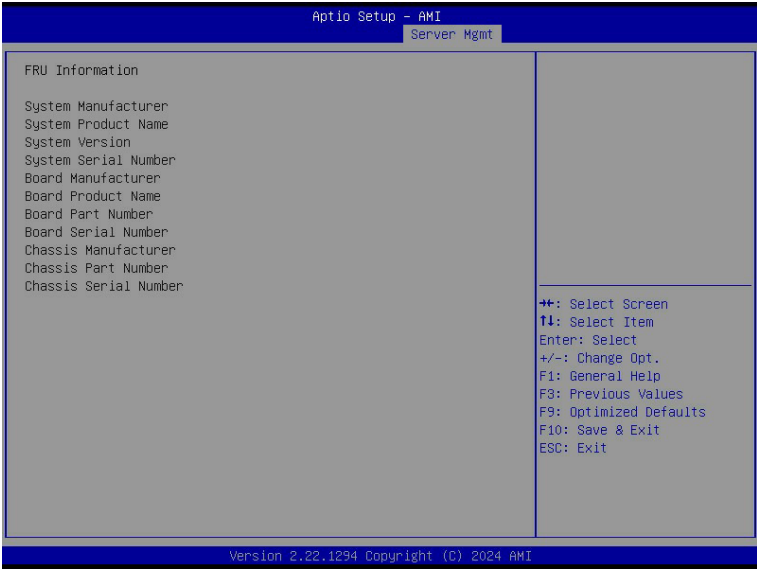 Aptio Setup – AMI
Server Mgmt
FRU Information
System Manufacturer
System Product Name
System Version
System Serial Number
Board Manufacturer
Board Product Name
Board Part Number
Board Serial Number
Chassis Manufacturer
Chassis Part Number
Chassis Serial Number
→←: Select Screen
↑↓: Select Item
Enter: Select
+/-: Change Opt.
F1: General Help
F3: Previous Values
F9: Optimized Defaults
F10: Save & Exit
ESC: Exit
Version 2.22.1294 Copyright (C) 2024 AMI